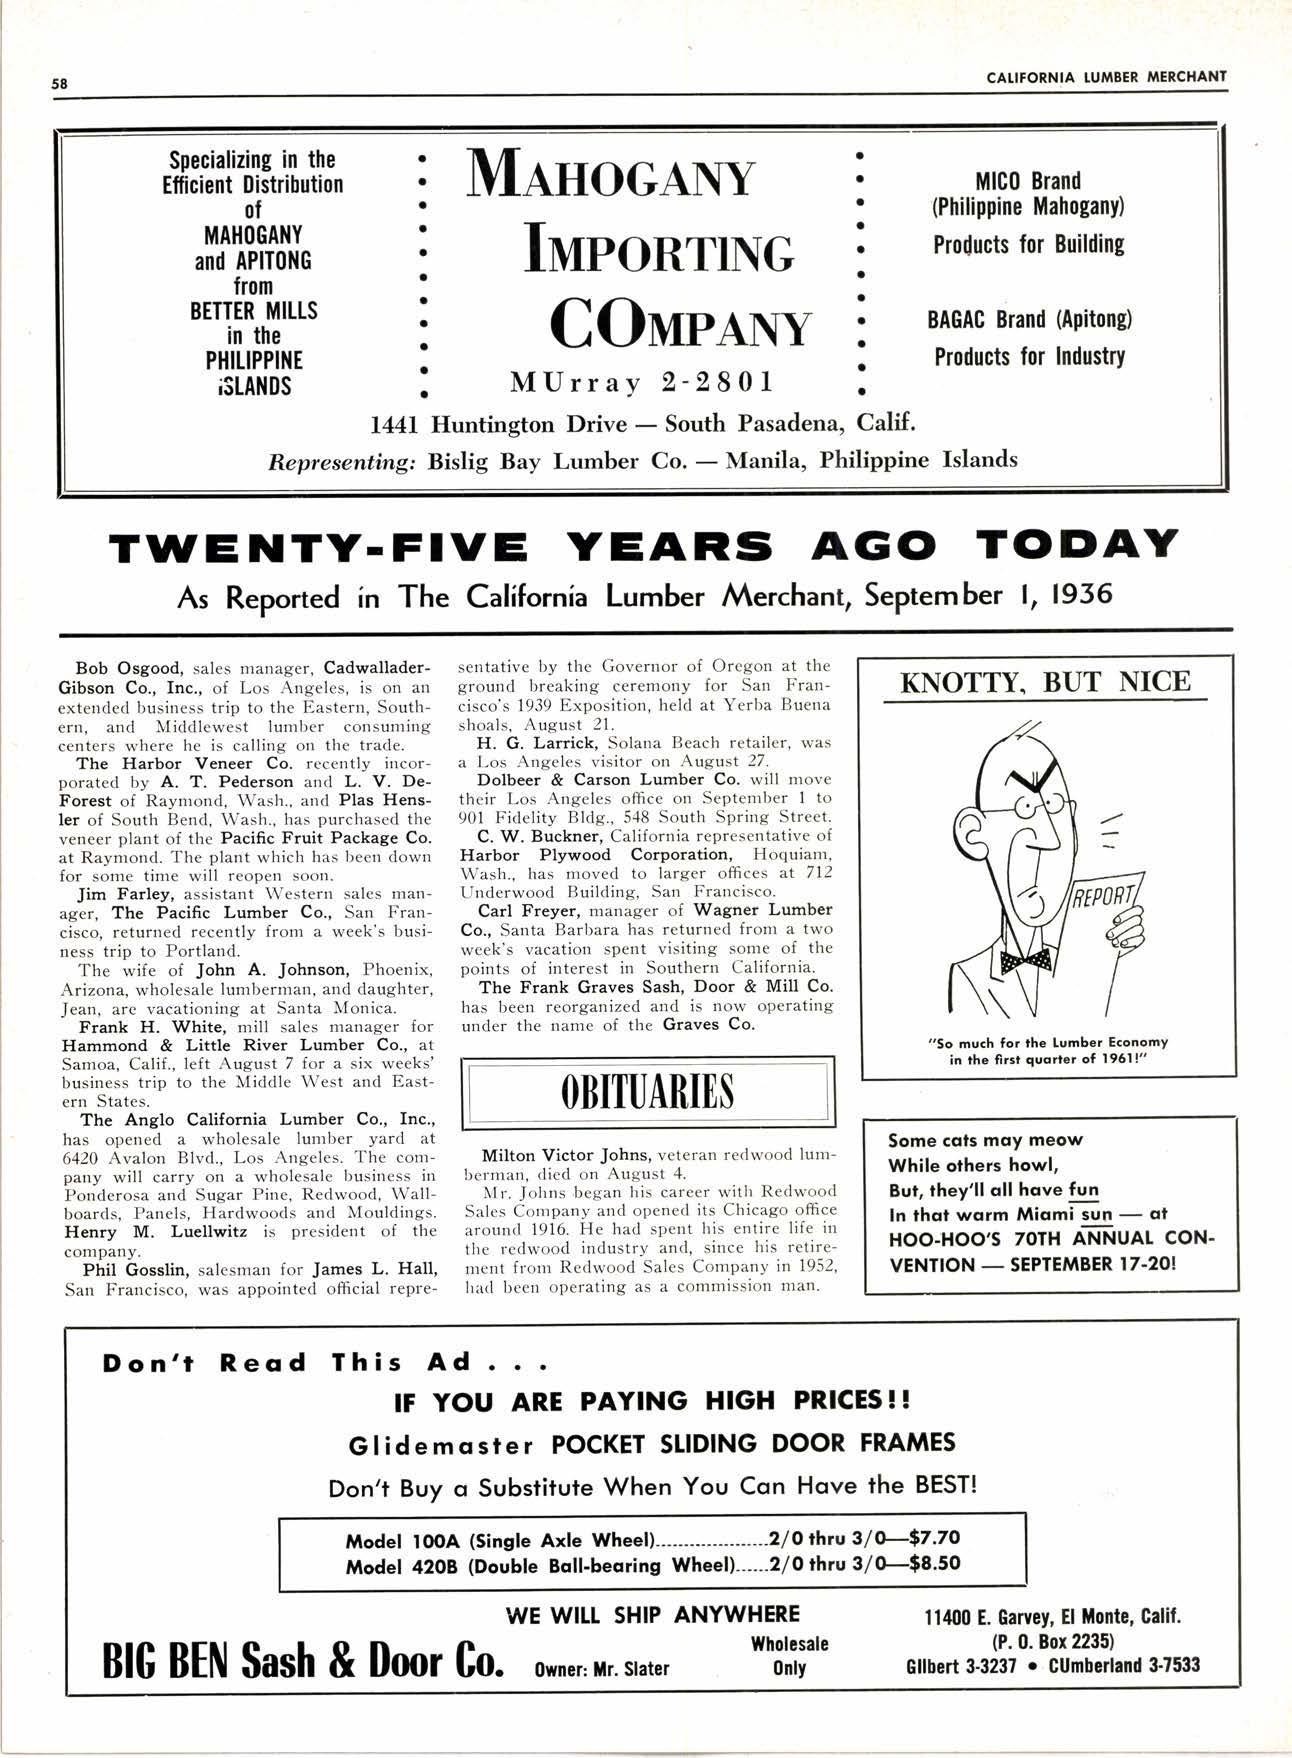 58
CALIFORNIA LUMBER MERCHANT
Specializing in the
Efficient Distribution
of
MAHOGANY
and APITONG
from
BETTER MILLS
in the
PHILIPPINE
ISLANDS
MAHOGANY
IMPORTING
COMPANY
MUrray 2-2801
MICO Brand
(Philippine Mahogany)
Products for Building
BAGAC Brand (Apitong)
Products for Industry
1441 Huntington Drive — South Pasadena, Calif.
Representing: Bislig Bay Lumber Co. — Manila, Philippine Islands
TWENTY-FIVE YEARS AGO TODAY
As Reported in The California Lumber Merchant, September 1, 1936
Bob Osgood, sales manager, Cadwallader-
Gibson Co., Inc., of Los Angeles, is on an
extended business trip to the Eastern, South-
ern, and Middlewest lumber consuming
centers where he is calling on the trade.
The Harbor Veneer Co. recently incor-
porated by A. T. Pederson and L. V. De-
Forest of Raymond, Wash., and Plas Hens-
ler of South Bend, Wash., has purchased the
veneer plant of the Pacific Fruit Package Co.
at Raymond. The plant which has been down
for some time will reopen soon.
Jim Farley, assistant Western sales man-
ager, The Pacific Lumber Co., San Fran-
cisco, returned recently from a week's busi-
ness trip to Portland.
The wife of John A. Johnson, Phoenix,
Arizona, wholesale lumberman, and daughter,
Jean, are vacationing at Santa Monica.
Frank H. White, mill sales manager for
Hammond & Little River Lumber Co., at
Samoa, Calif., left August 7 for a six weeks'
business trip to the Middle West and East-
ern States.
The Anglo California Lumber Co., Inc.,
has opened a wholesale lumber yard at
6420 Avalon Blvd., Los Angeles. The com-
pany will carry on a wholesale business in
Ponderosa and Sugar Pine, Redwood, Wall-
boards, Panels, Hardwoods and Mouldings.
Henry M. Luellwitz is president of the
company.
Phil Gosslin, salesman for James L. Hall,
San Francisco, was appointed official repre-
sentative by the Governor of Oregon at the
ground breaking ceremony for San Fran-
cisco's 1939 Exposition, held at Yerba Buena
shoals, August 21.
H. G. Larrick, Solana Beach retailer, was
a Los Angeles visitor on August 27.
Dolbeer & Carson Lumber Co. will move
their Los Angeles office on September 1 to
901 Fidelity Bldg., 548 South Spring Street.
C. W. Buckner, California representative of
Harbor Plywood Corporation, Hoquiam,
Wash., has moved to larger offices at 712
Underwood Building, San Francisco.
Carl Freyer, manager of Wagner Lumber
Co., Santa Barbara has returned from a two
week's vacation spent visiting some of the
points of interest in Southern California.
The Frank Graves Sash, Door & Mill Co.
has been reorganized and is now operating
under the name of the Graves Co.
OBITUARIES
Milton Victor Johns, veteran redwood lum-
berman, died on August 4.
Mr. Johns began his career with Redwood
Sales Company and opened its Chicago office
around 1916. He had spent his entire life in
the redwood industry and, since his retire-
ment from Redwood Sales Company in 1952,
had been operating as a commission man.
KNOTTY, BUT NICE
REPORT
"So much for the Lumber Economy
in the first quarter of 1961!"
Some cats may meow
While others howl,
But, they'll all have fun
In that warm Miami sun — at
HOO-HOO'S 70TH ANNUAL CON-
VENTION — SEPTEMBER 17-20!
Don't Read This Ad . . .
IF YOU ARE PAYING HIGH PRICES!!
Glidemaster POCKET SLIDING DOOR FRAMES
Don't Buy a Substitute When You Can Have the BEST!
Model 100A (Single Axle Wheel)....................2/0 thru 3/0—$7.70
Model 420B (Double Ball-bearing Wheel)......2/0 thru 3/0—$8.50
WE WILL SHIP ANYWHERE
BIG BEN Sash & Door Co.
Owner: Mr. Slater
Wholesale
Only
11400 E. Garvey, El Monte, Calif.
(P. O. Box 2235)
GIlbert 3-3237 • CUmberland 3-7533